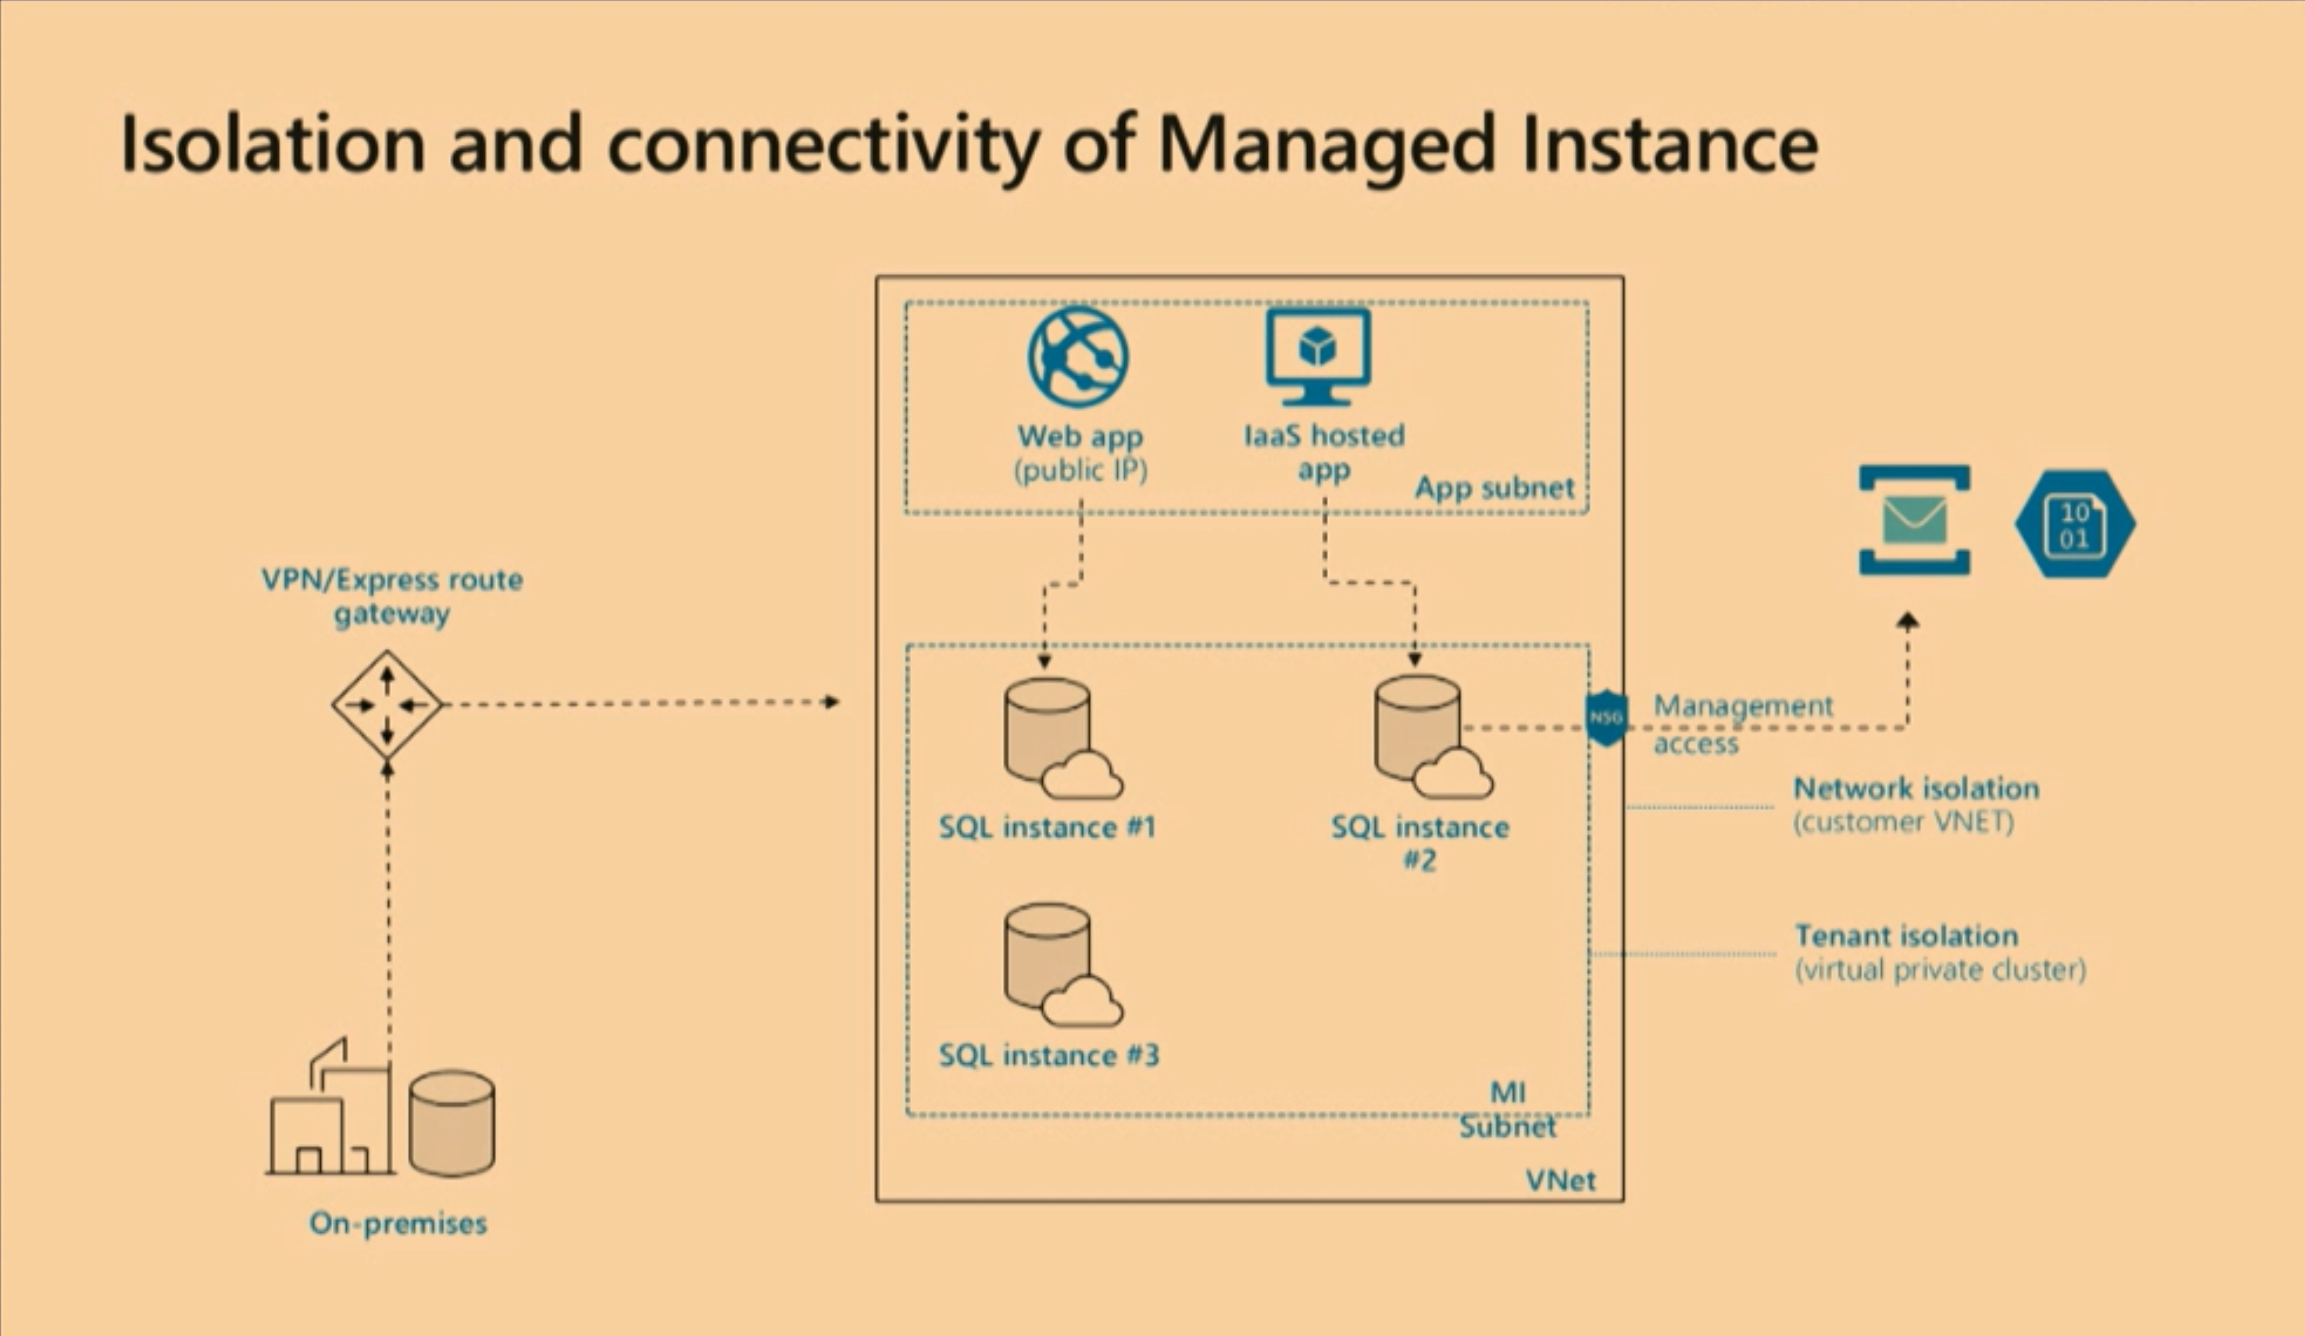 Isolation and connectivity of Managed Instance
Web app
(public IP)
IaaS hosted
app
App subnet
10
01
VPN/Express route
gateway
NSG
Management
access
Network isolation
(customer VNET)
SQL instance #1
SQL instance
#2
Tenant isolation
(virtual private cluster)
SQL instance #3
MI
Subnet
VNet
On-premises